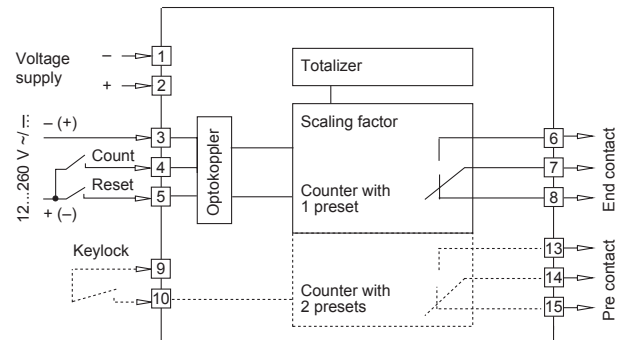 Voltage
supply
– 1
+ 2
Totalizer
12...260 V ~/⎓
– (+) 3
Count 4
Reset 5
+ (–)
Optokoppler
Scaling factor
Counter with
1 preset
6
7
8
End contact
Keylock
9
10
Counter with
2 presets
13
14
15
Pre contact